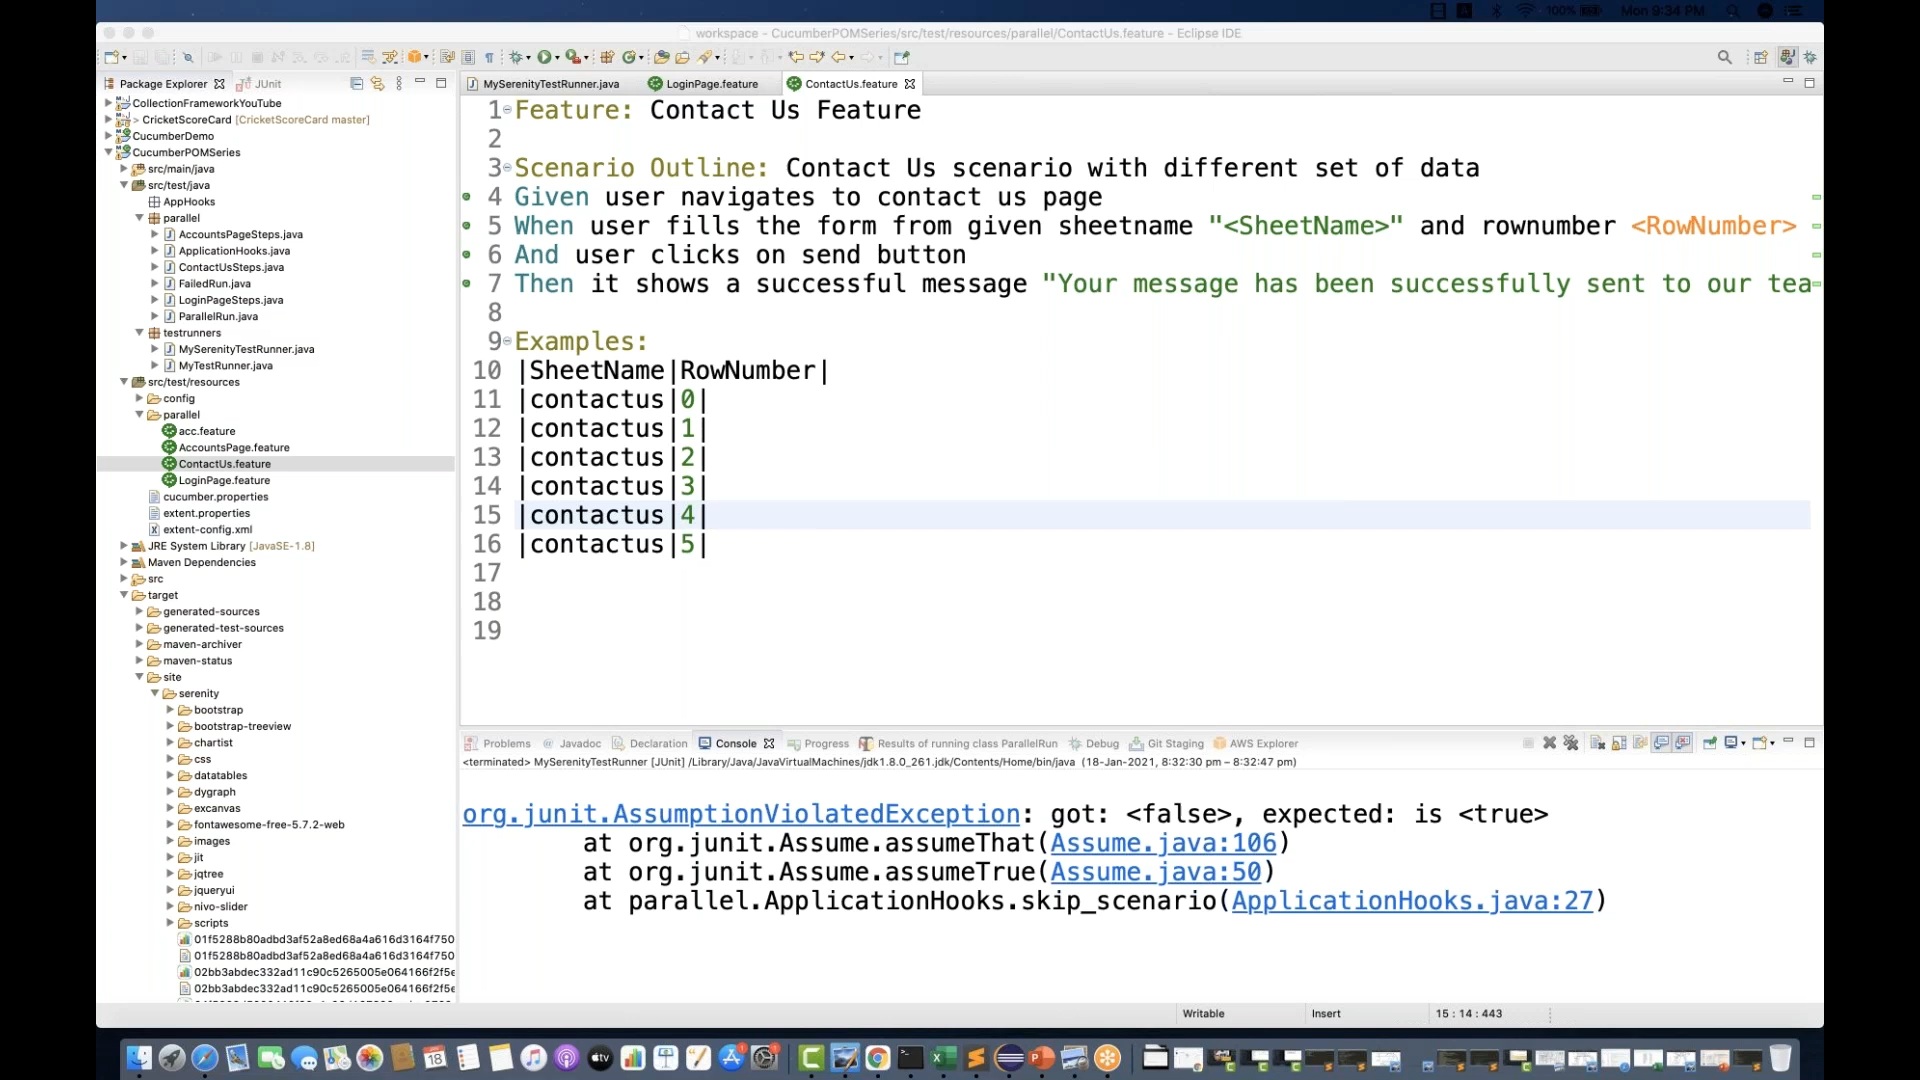 100% Mon 9:34 PM
workspace - CucumberPOMSeries/src/test/resources/parallel/ContactUs.feature - Eclipse IDE
Package Explorer JUnit
CollectionFrameworkYouTube
> CricketScoreCard [CricketScoreCard master]
CucumberDemo
CucumberPOMSeries
src/main/java
src/test/java
AppHooks
parallel
AccountsPageSteps.java
ApplicationHooks.java
ContactUsSteps.java
FailedRun.java
LoginPageSteps.java
ParallelRun.java
testrunners
MySerenityTestRunner.java
MyTestRunner.java
src/test/resources
config
parallel
acc.feature
AccountsPage.feature
ContactUs.feature
LoginPage.feature
cucumber.properties
extent.properties
extent-config.xml
JRE System Library [JavaSE-1.8]
Maven Dependencies
src
target
generated-sources
generated-test-sources
maven-archiver
maven-status
site
serenity
bootstrap
bootstrap-treeview
chartist
css
datatables
dygraph
excanvas
fontawesome-free-5.7.2-web
images
jit
jqtree
jqueryui
nivo-slider
scripts
01f5288b80adbd3af52a8ed68a4a616d3164f750
01f5288b80adbd3af52a8ed68a4a616d3164f750
02bb3abdec332ad11c90c5265005e064166f2f5e
02bb3abdec332ad11c90c5265005e064166f2f5e
MySerenityTestRunner.java LoginPage.feature ContactUs.feature
1 Feature: Contact Us Feature
2
3 Scenario Outline: Contact Us scenario with different set of data
4 Given user navigates to contact us page
5 When user fills the form from given sheetname "<SheetName>" and rownumber <RowNumber>
6 And user clicks on send button
7 Then it shows a successful message "Your message has been successfully sent to our tea
8
9 Examples:
10 |SheetName|RowNumber|
11 |contactus|0|
12 |contactus|1|
13 |contactus|2|
14 |contactus|3|
15 |contactus|4|
16 |contactus|5|
17
18
19
Problems Javadoc Declaration Console Progress Results of running class ParallelRun Debug Git Staging AWS Explorer
<terminated> MySerenityTestRunner [JUnit] /Library/Java/JavaVirtualMachines/jdk1.8.0_261.jdk/Contents/Home/bin/java (18-Jan-2021, 8:32:30 pm – 8:32:47 pm)
org.junit.AssumptionViolatedException: got: <false>, expected: is <true>
at org.junit.Assume.assumeThat(Assume.java:106)
at org.junit.Assume.assumeTrue(Assume.java:50)
at parallel.ApplicationHooks.skip_scenario(ApplicationHooks.java:27)
Writable Insert 15 : 14 : 443